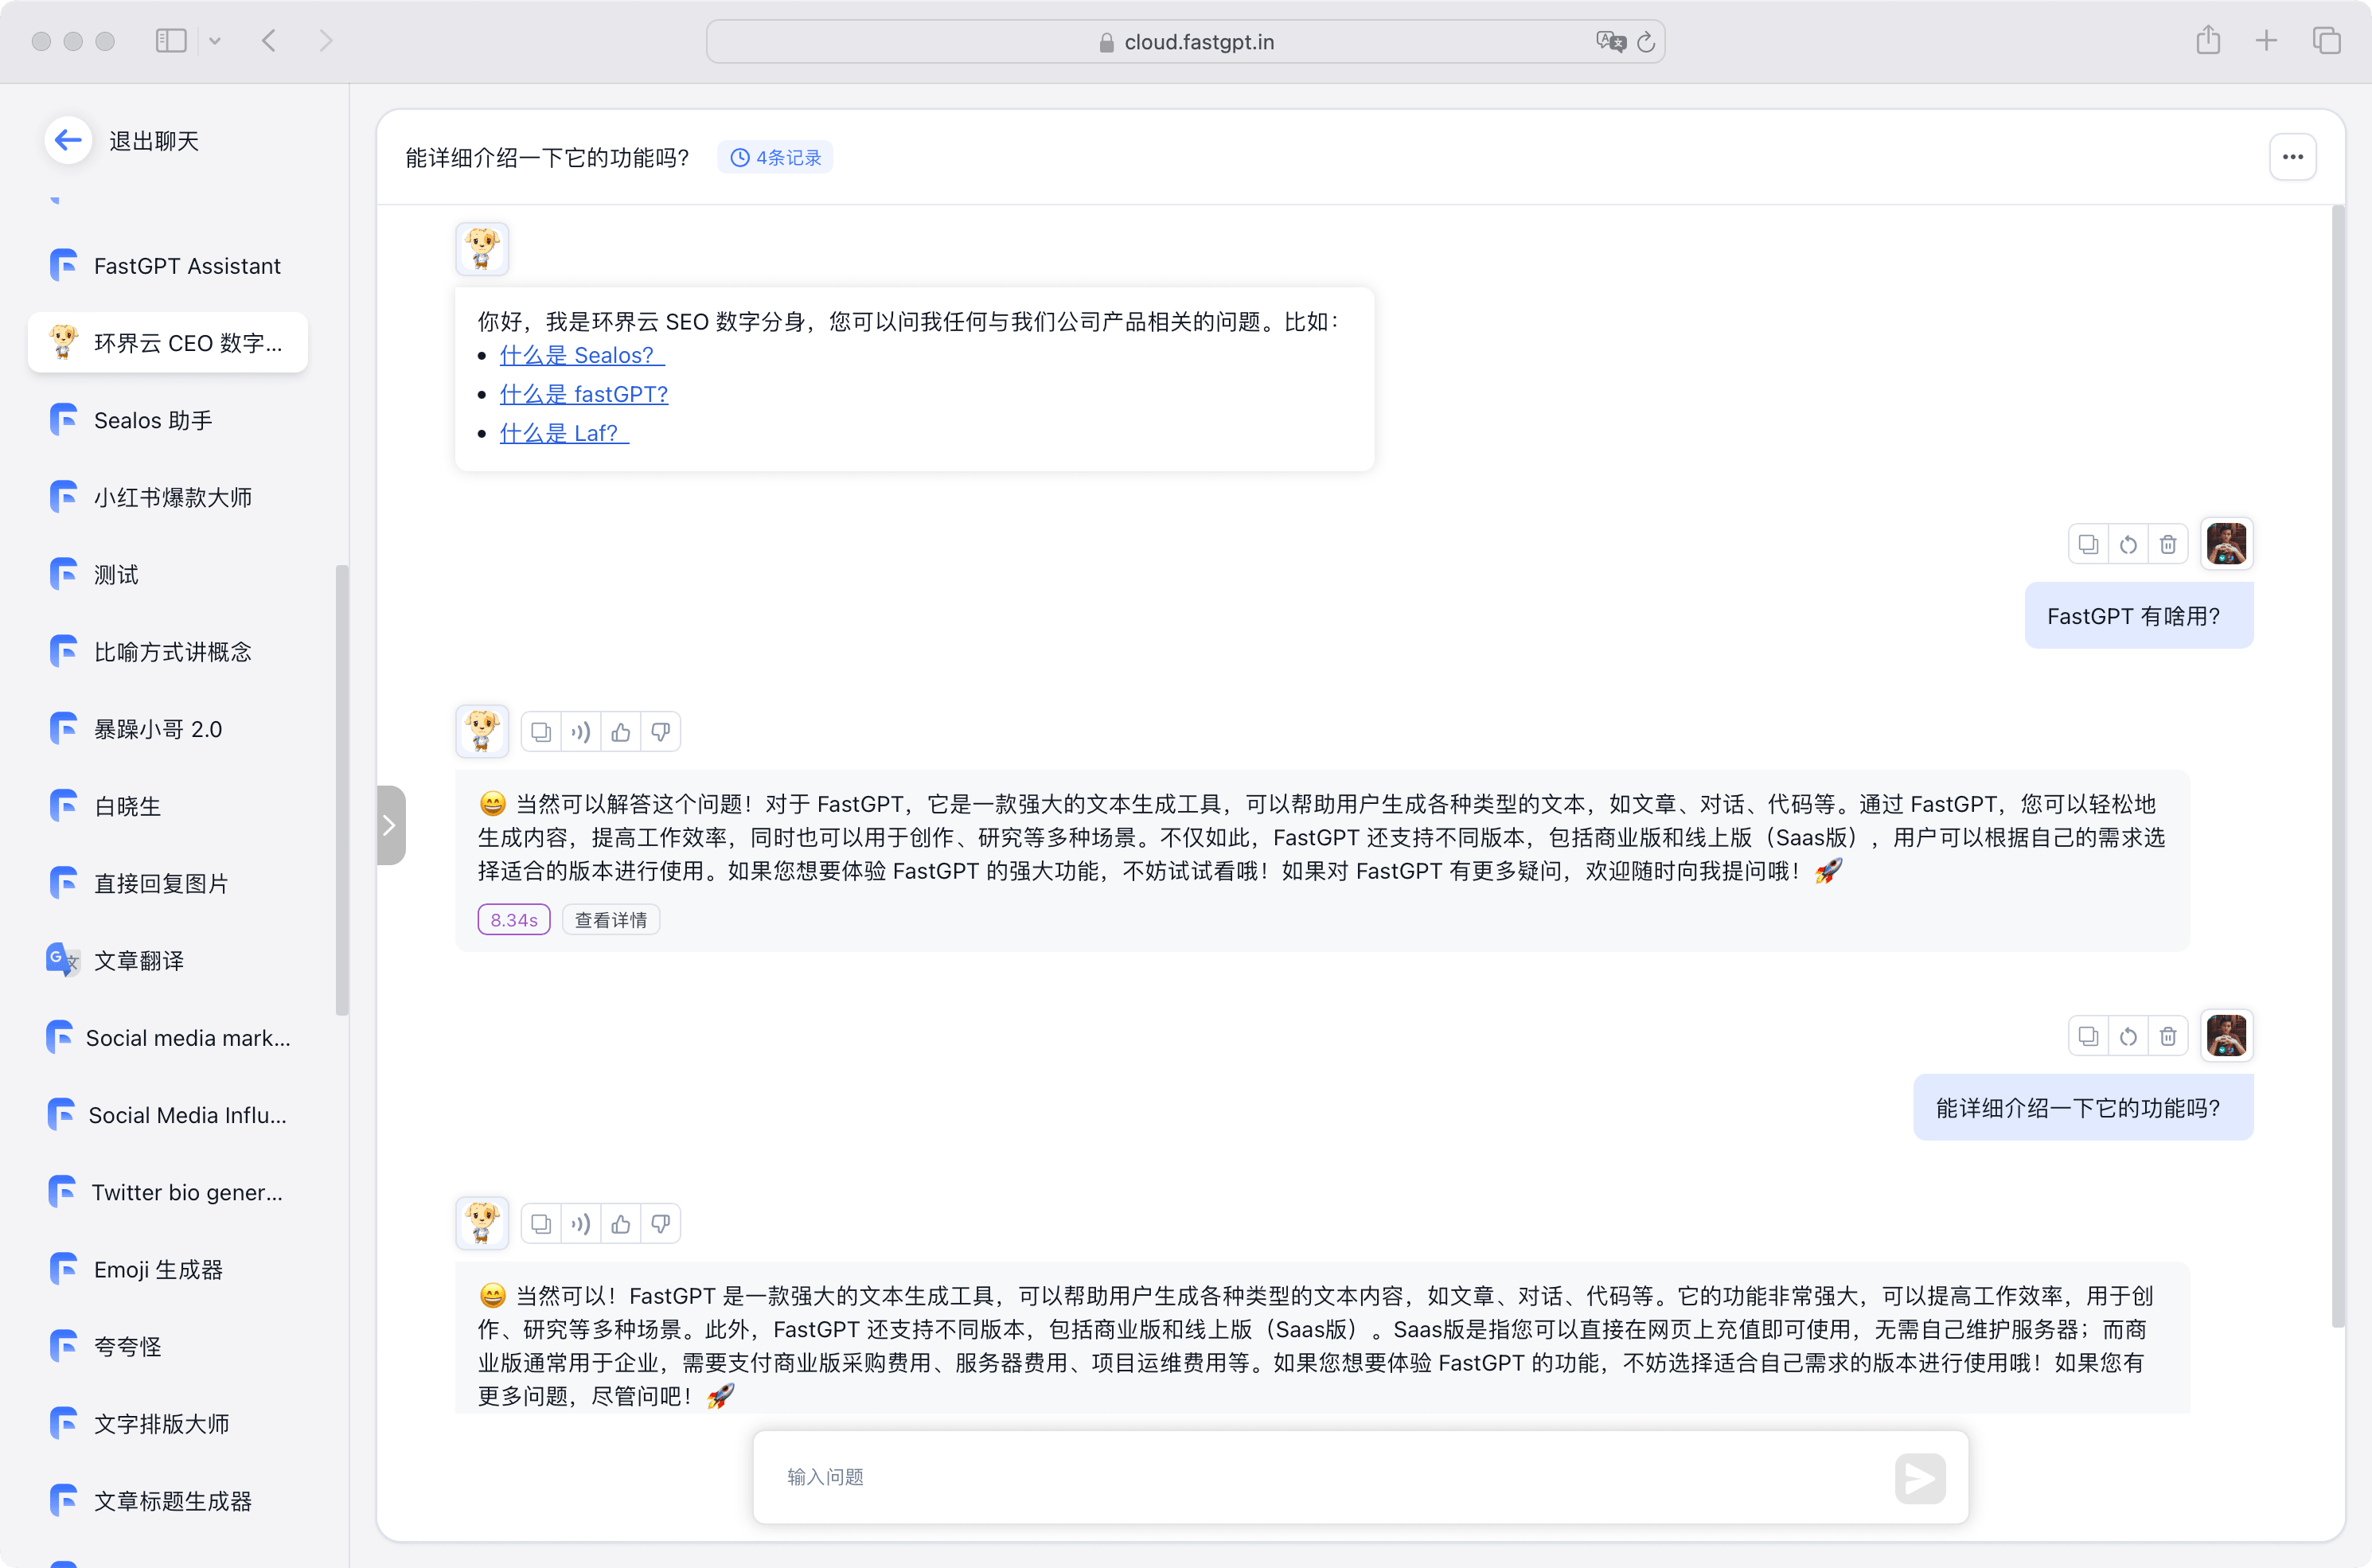 cloud.fastgpt.in
退出聊天
FastGPT Assistant
环界云 CEO 数字...
Sealos 助手
小红书爆款大师
测试
比喻方式讲概念
暴躁小哥 2.0
白晓生
直接回复图片
文章翻译
Social media mark...
Social Media Influ...
Twitter bio gener...
Emoji 生成器
夸夸怪
文字排版大师
文章标题生成器
能详细介绍一下它的功能吗?
4条记录
你好，我是环界云 SEO 数字分身，您可以问我任何与我们公司产品相关的问题。比如：
• 什么是 Sealos？
• 什么是 fastGPT?
• 什么是 Laf？
FastGPT 有啥用?
😄 当然可以解答这个问题！对于 FastGPT，它是一款强大的文本生成工具，可以帮助用户生成各种类型的文本，如文章、对话、代码等。通过 FastGPT，您可以轻松地
生成内容，提高工作效率，同时也可以用于创作、研究等多种场景。不仅如此，FastGPT 还支持不同版本，包括商业版和线上版（Saas版），用户可以根据自己的需求选
择适合的版本进行使用。如果您想要体验 FastGPT 的强大功能，不妨试试看哦！如果对 FastGPT 有更多疑问，欢迎随时向我提问哦！🚀
8.34s
查看详情
能详细介绍一下它的功能吗?
😄 当然可以！FastGPT 是一款强大的文本生成工具，可以帮助用户生成各种类型的文本内容，如文章、对话、代码等。它的功能非常强大，可以提高工作效率，用于创
作、研究等多种场景。此外，FastGPT 还支持不同版本，包括商业版和线上版（Saas版）。Saas版是指您可以直接在网页上充值即可使用，无需自己维护服务器；而商
业版通常用于企业，需要支付商业版采购费用、服务器费用、项目运维费用等。如果您想要体验 FastGPT 的功能，不妨选择适合自己需求的版本进行使用哦！如果您有
更多问题，尽管问吧！🚀
输入问题